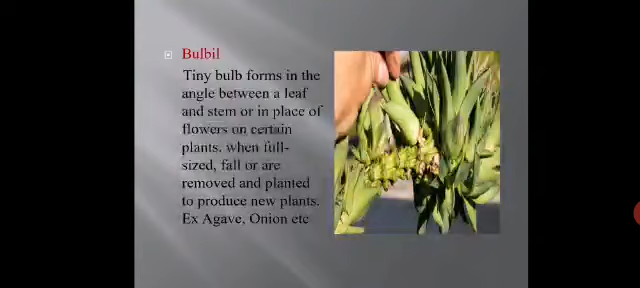 Bulbil
Tiny bulb forms in the
angle between a leaf
and stem or in place of
flowers on certain
plants. when full-
sized, fall or are
removed and planted
to produce new plants.
Ex Agave, Onion etc